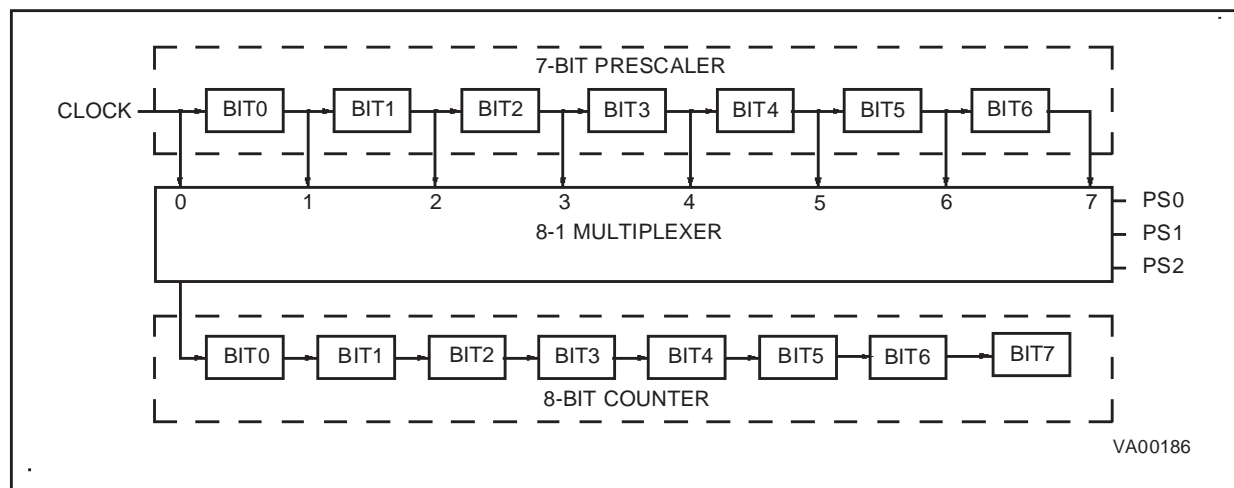 7-BIT PRESCALER
CLOCK BIT0 BIT1 BIT2 BIT3 BIT4 BIT5 BIT6
0 1 2 3 4 5 6 7 PS0
8-1 MULTIPLEXER PS1
PS2
BIT0 BIT1 BIT2 BIT3 BIT4 BIT5 BIT6 BIT7
8-BIT COUNTER
VA00186